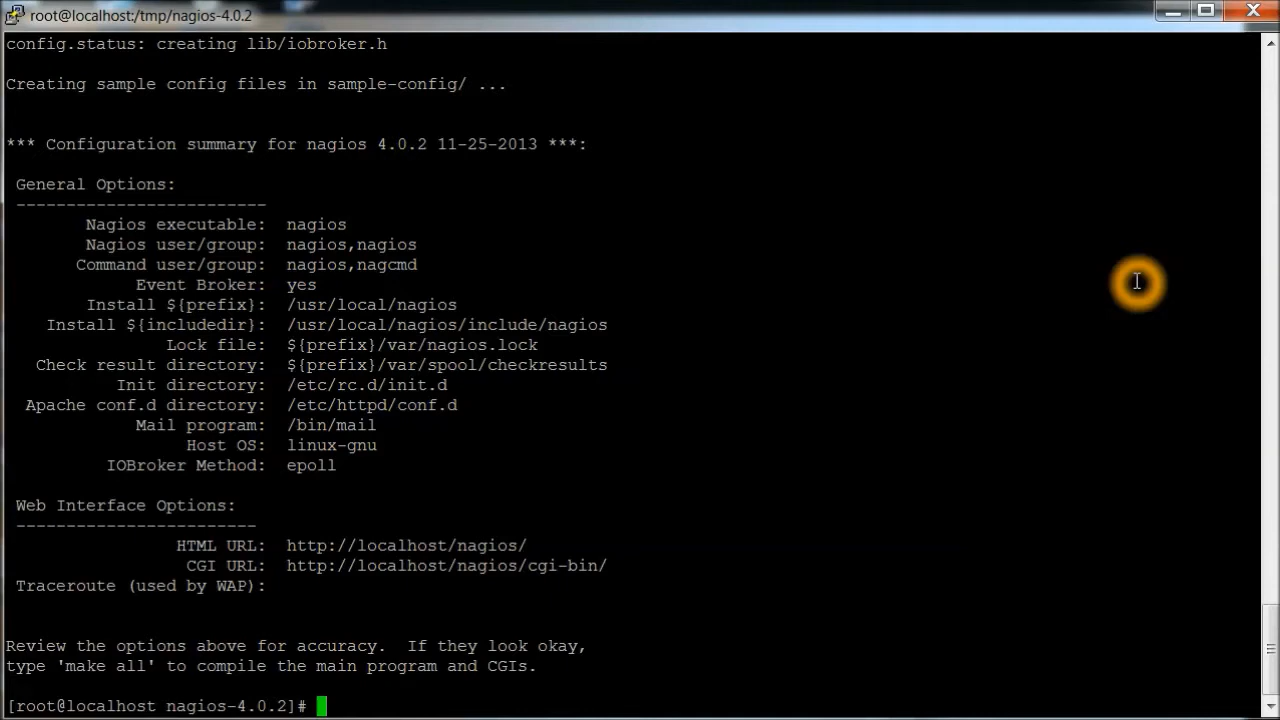 root@localhost:/tmp/nagios-4.0.2
config.status: creating lib/iobroker.h
Creating sample config files in sample-config/ ...
*** Configuration summary for nagios 4.0.2 11-25-2013 ***:
General Options:
-------------------------
Nagios executable: nagios
Nagios user/group: nagios,nagios
Command user/group: nagios,nagcmd
Event Broker: yes
Install ${prefix}: /usr/local/nagios
Install ${includedir}: /usr/local/nagios/include/nagios
Lock file: ${prefix}/var/nagios.lock
Check result directory: ${prefix}/var/spool/checkresults
Init directory: /etc/rc.d/init.d
Apache conf.d directory: /etc/httpd/conf.d
Mail program: /bin/mail
Host OS: linux-gnu
IOBroker Method: epoll
Web Interface Options:
------------------------
HTML URL: http://localhost/nagios/
CGI URL: http://localhost/nagios/cgi-bin/
Traceroute (used by WAP):
Review the options above for accuracy. If they look okay,
type 'make all' to compile the main program and CGIs.
[root@localhost nagios-4.0.2]#